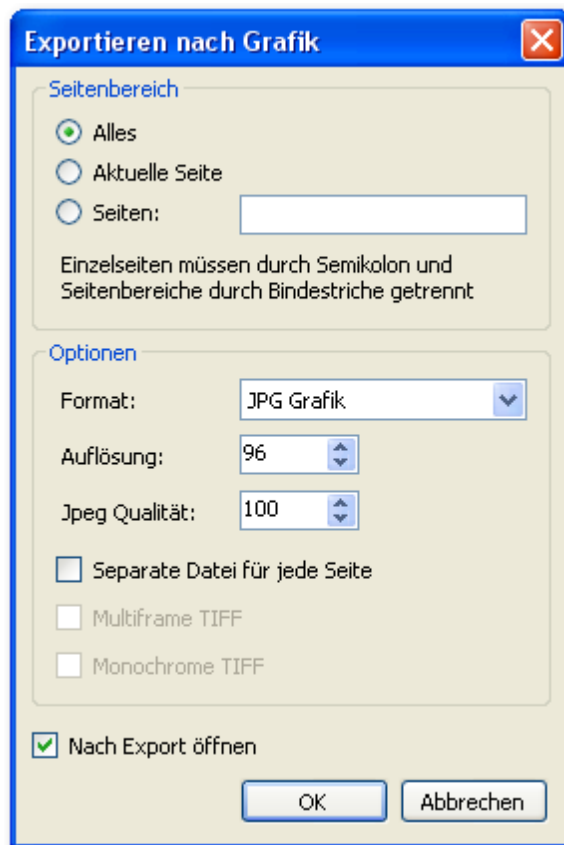 Exportieren nach Grafik
Seitenbereich
Alles
Aktuelle Seite
Seiten:
Einzelseiten müssen durch Semikolon und
Seitenbereiche durch Bindestriche getrennt
Optionen
Format: JPG Grafik
Auflösung: 96
Jpeg Qualität: 100
Separate Datei für jede Seite
Multiframe TIFF
Monochrome TIFF
Nach Export öffnen
OK Abbrechen